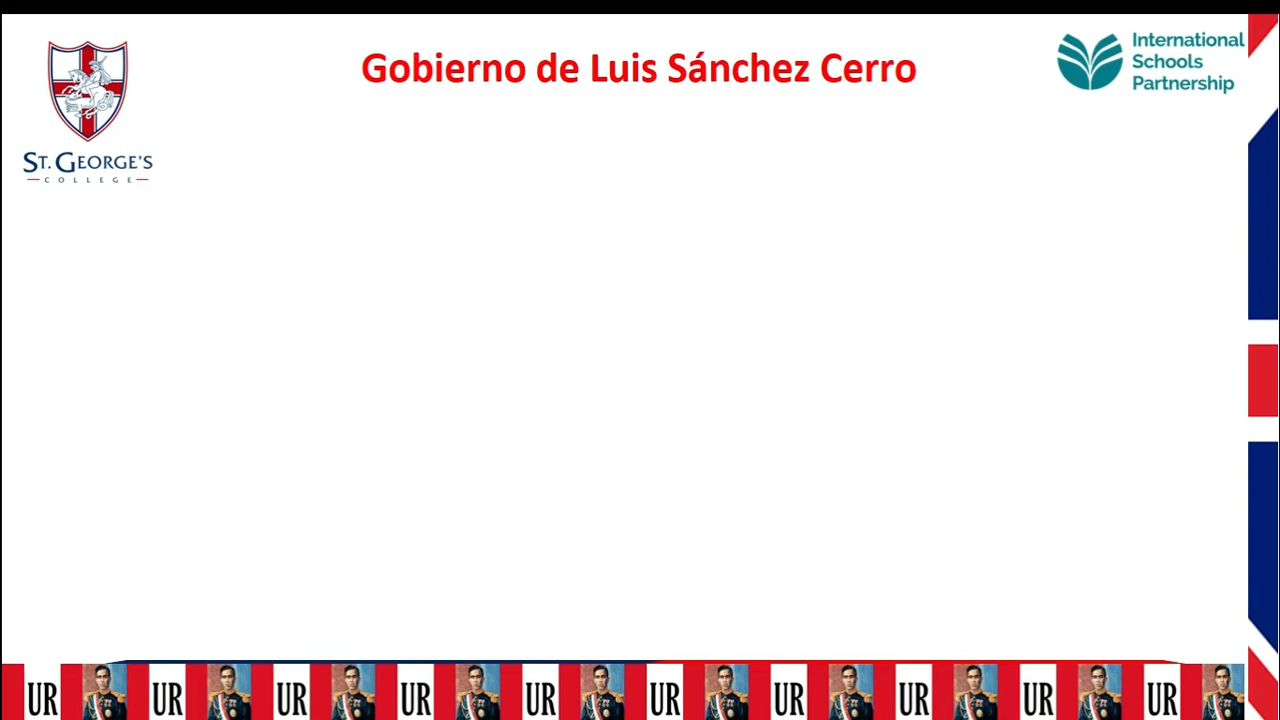 Gobierno de Luis Sánchez Cerro
International
Schools
Partnership
ST. GEORGE'S
COLLEGE
UR UR UR UR UR UR UR UR UR UR